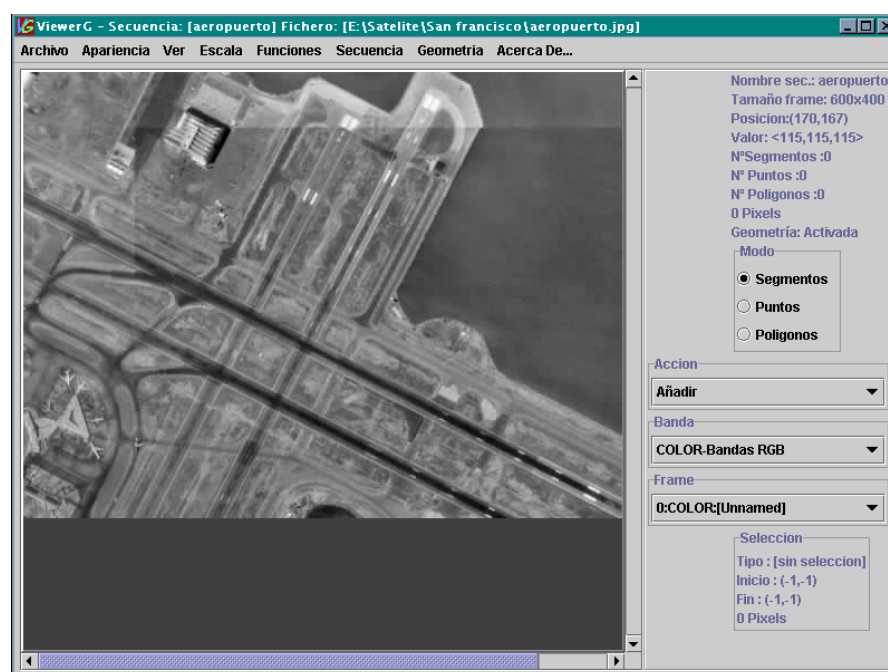 ViewerG - Secuencia: [aeropuerto] Fichero: [E:\Satelite\San francisco\aeropuerto.jpg]
Archivo Apariencia Ver Escala Funciones Secuencia Geometria Acerca De...
Nombre sec.: aeropuerto
Tamaño frame: 600x400
Posicion:(170,167)
Valor: <115,115,115>
NºSegmentos :0
Nº Puntos :0
Nº Poligonos :0
0 Pixels
Geometría: Activada
Modo
Segmentos
Puntos
Poligonos
Accion
Añadir
Banda
COLOR-Bandas RGB
Frame
0:COLOR:[Unnamed]
Seleccion
Tipo : [sin seleccion]
Inicio : (-1,-1)
Fin : (-1,-1)
0 Pixels